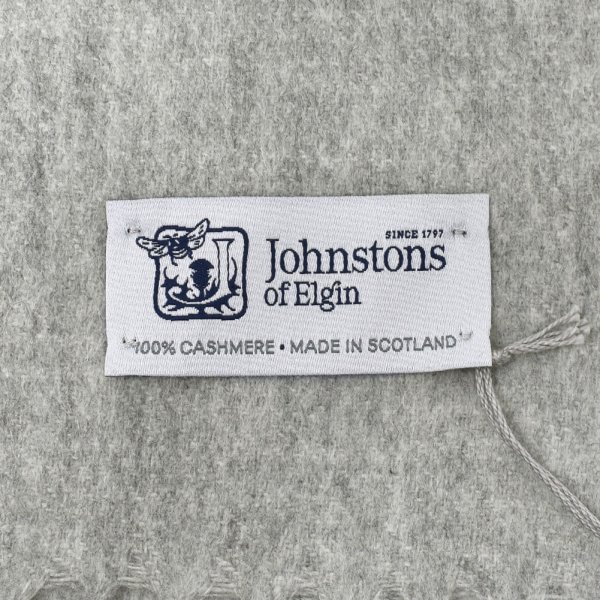 SINCE 1797
Johnstons
of Elgin
100% CASHMERE • MADE IN SCOTLAND